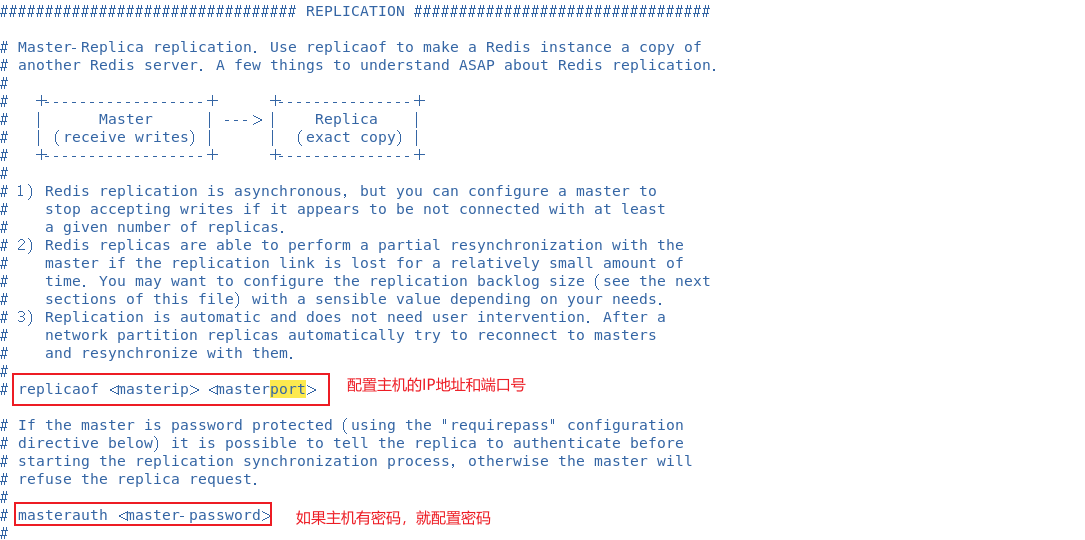 ################################# REPLICATION #################################

# Master-Replica replication. Use replicaof to make a Redis instance a copy of
# another Redis server. A few things to understand ASAP about Redis replication.
#
#   +------------------+      +---------------+
#   |      Master      | ---> |    Replica    |
#   | (receive writes) |      |  (exact copy) |
#   +------------------+      +---------------+
#
# 1) Redis replication is asynchronous, but you can configure a master to
#    stop accepting writes if it appears to be not connected with at least
#    a given number of replicas.
# 2) Redis replicas are able to perform a partial resynchronization with the
#    master if the replication link is lost for a relatively small amount of
#    time. You may want to configure the replication backlog size (see the next
#    sections of this file) with a sensible value depending on your needs.
# 3) Replication is automatic and does not need user intervention. After a
#    network partition replicas automatically try to reconnect to masters
#    and resynchronize with them.
#
# replicaof <masterip> <masterport> 配置主机的IP地址和端口号

# If the master is password protected (using the "requirepass" configuration
# directive below) it is possible to tell the replica to authenticate before
# starting the replication synchronization process, otherwise the master will
# refuse the replica request.
#
# masterauth <master-password> 如果主机有密码，就配置密码
#